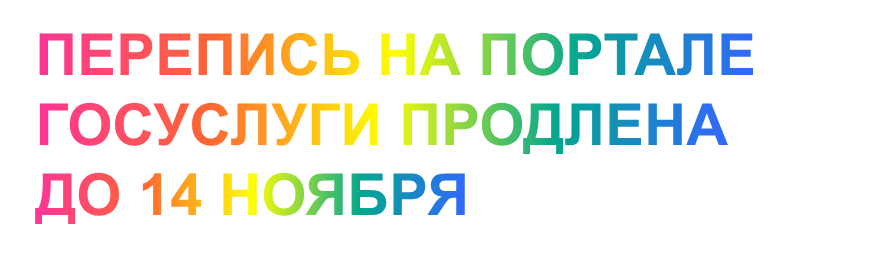 ПЕРЕПИСЬ НА ПОРТАЛЕ
ГОСУСЛУГИ ПРОДЛЕНА
ДО 14 НОЯБРЯ